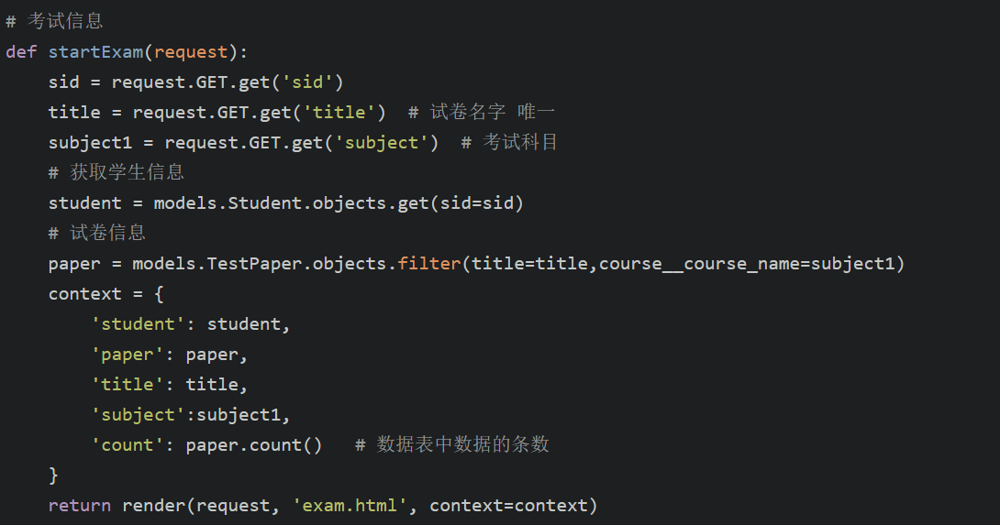 # 考试信息
def startExam(request):
    sid = request.GET.get('sid')
    title = request.GET.get('title')  # 试卷名字 唯一
    subject1 = request.GET.get('subject')  # 考试科目
    # 获取学生信息
    student = models.Student.objects.get(sid=sid)
    # 试卷信息
    paper = models.TestPaper.objects.filter(title=title,course__course_name=subject1)
    context = {
        'student': student,
        'paper': paper,
        'title': title,
        'subject':subject1,
        'count': paper.count()   # 数据表中数据的条数
    }
    return render(request, 'exam.html', context=context)